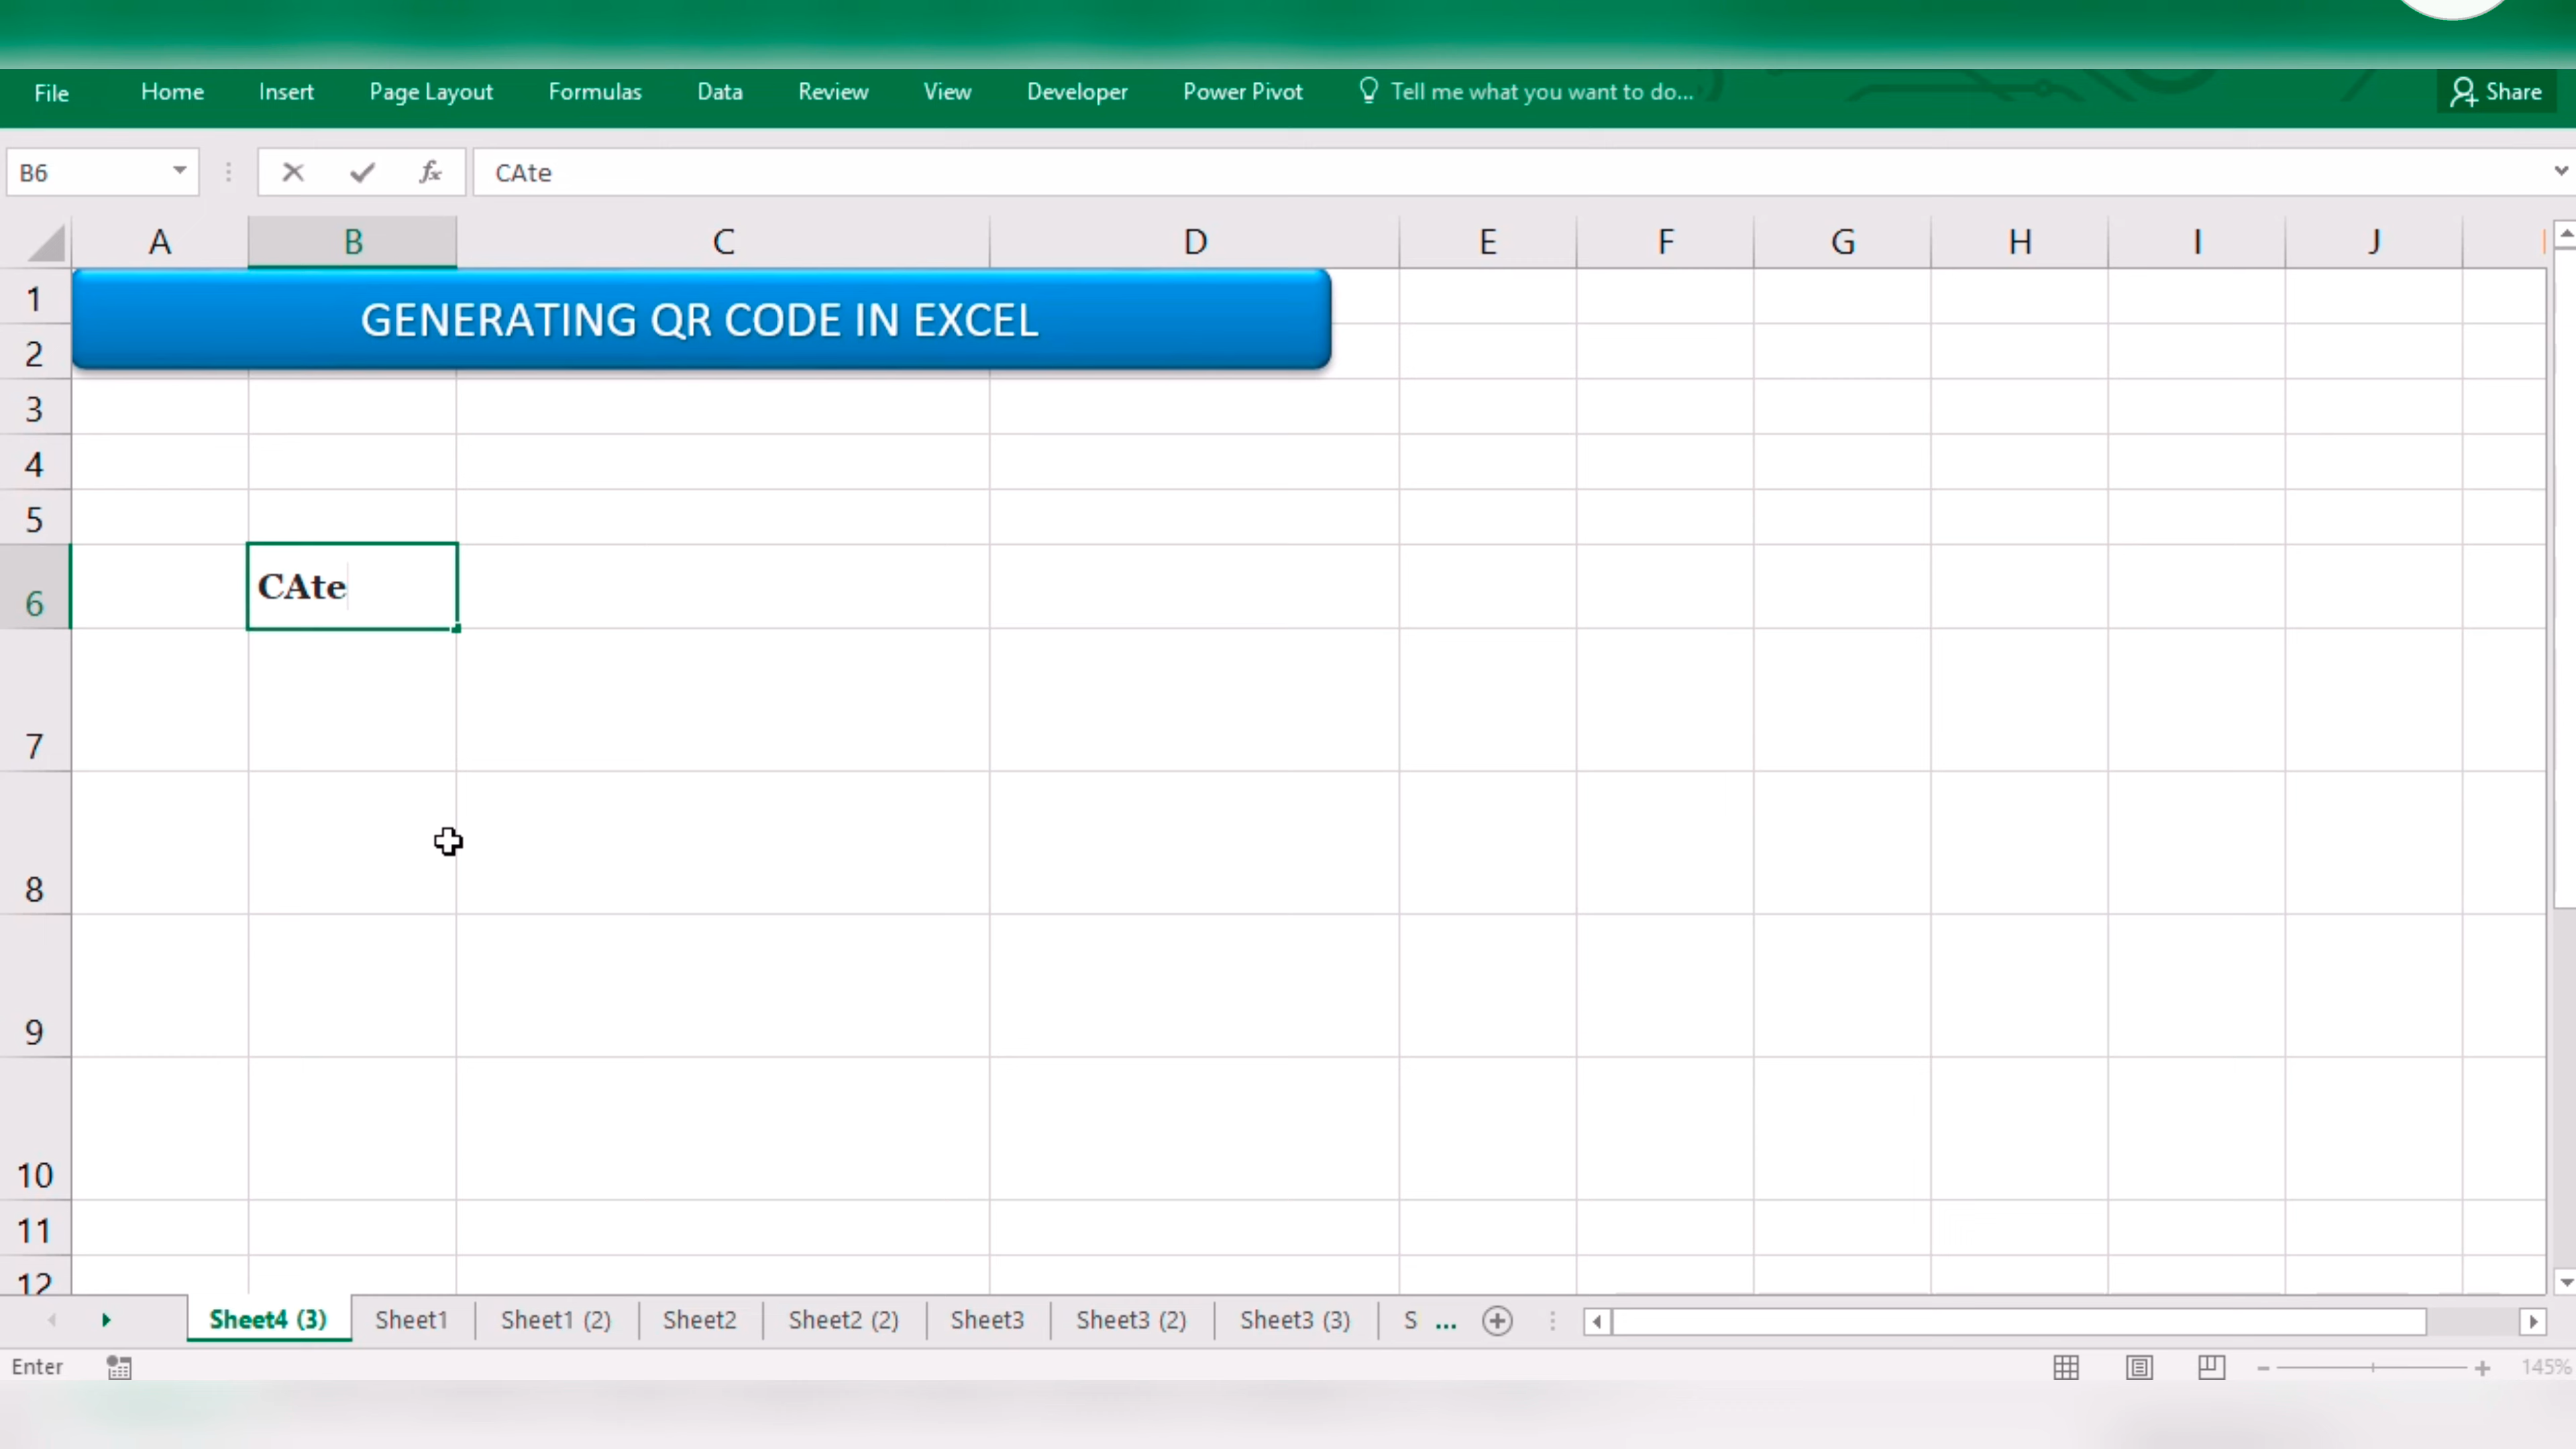 File Home Insert Page Layout Formulas Data Review View Developer Power Pivot Tell me what you want to do... Share
B6 fx CAte
A B C D E F G H I J
1
GENERATING QR CODE IN EXCEL
2
3
4
5
6 CAte
7
8
9
10
11
12
Sheet4 (3) Sheet1 Sheet1 (2) Sheet2 Sheet2 (2) Sheet3 Sheet3 (2) Sheet3 (3) S ...
Enter 145%